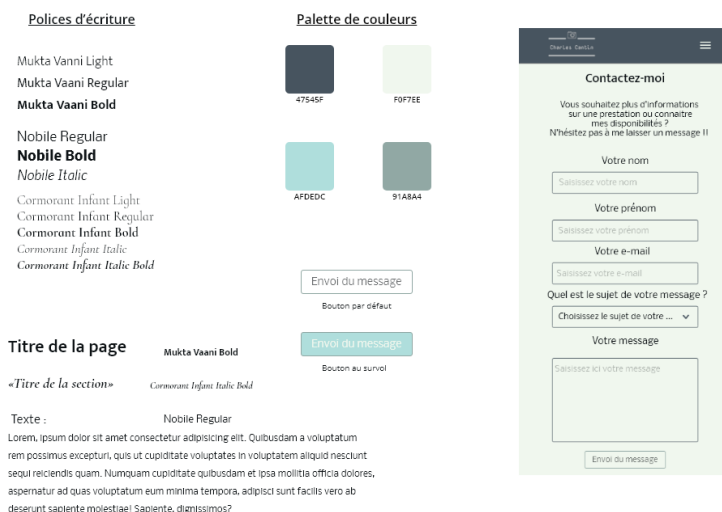 Polices d'écriture
Mukta Vanni Light
Mukta Vaani Regular
Mukta Vaani Bold
Nobile Regular
Nobile Bold
Nobile Italic
Cormorant Infant Light
Cormorant Infant Regular
Cormorant Infant Bold
Cormorant Infant Italic
Cormorant Infant Italic Bold
Palette de couleurs
47545F
F0F7EE
AFDEDC
91A8A4
Envoi du message
Bouton par défaut
Envoi du message
Bouton au survol
Titre de la page
Mukta Vaani Bold
«Titre de la section»
Cormorant Infant Italic Bold
Texte :
Nobile Regular
Lorem, ipsum dolor sit amet consectetur adipisicing elit. Quibusdam a voluptatum
rem possimus excepturi, quis ut cupiditate voluptates in voluptatem aliquid nesciunt
sequi reiciendis quam. Numquam cupiditate quibusdam et ipsa mollitia officia dolores,
aspernatur ad quas voluptatum eum minima tempora, adipisci sunt facilis vero ab
deserunt sapiente molestiae! Sapiente, dignissimos?
Charles Cantin
Contactez-moi
Vous souhaitez plus d'informations
sur une prestation ou connaitre
mes disponibilités ?
N'hésitez pas à me laisser un message !!
Votre nom
Saisissez votre nom
Votre prénom
Saisissez votre prénom
Votre e-mail
Saisissez votre e-mail
Quel est le sujet de votre message ?
Choisissez le sujet de votre ...
Votre message
Saisissez ici votre message
Envoi du message